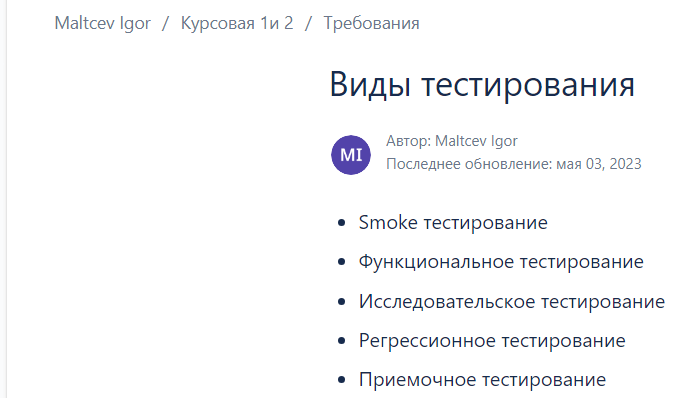 Maltcev Igor / Курсовая 1и 2 / Требования
Виды тестирования
MI
Автор: Maltcev Igor
Последнее обновление: мая 03, 2023
• Smoke тестирование
• Функциональное тестирование
• Исследовательское тестирование
• Регрессионное тестирование
• Приемочное тестирование